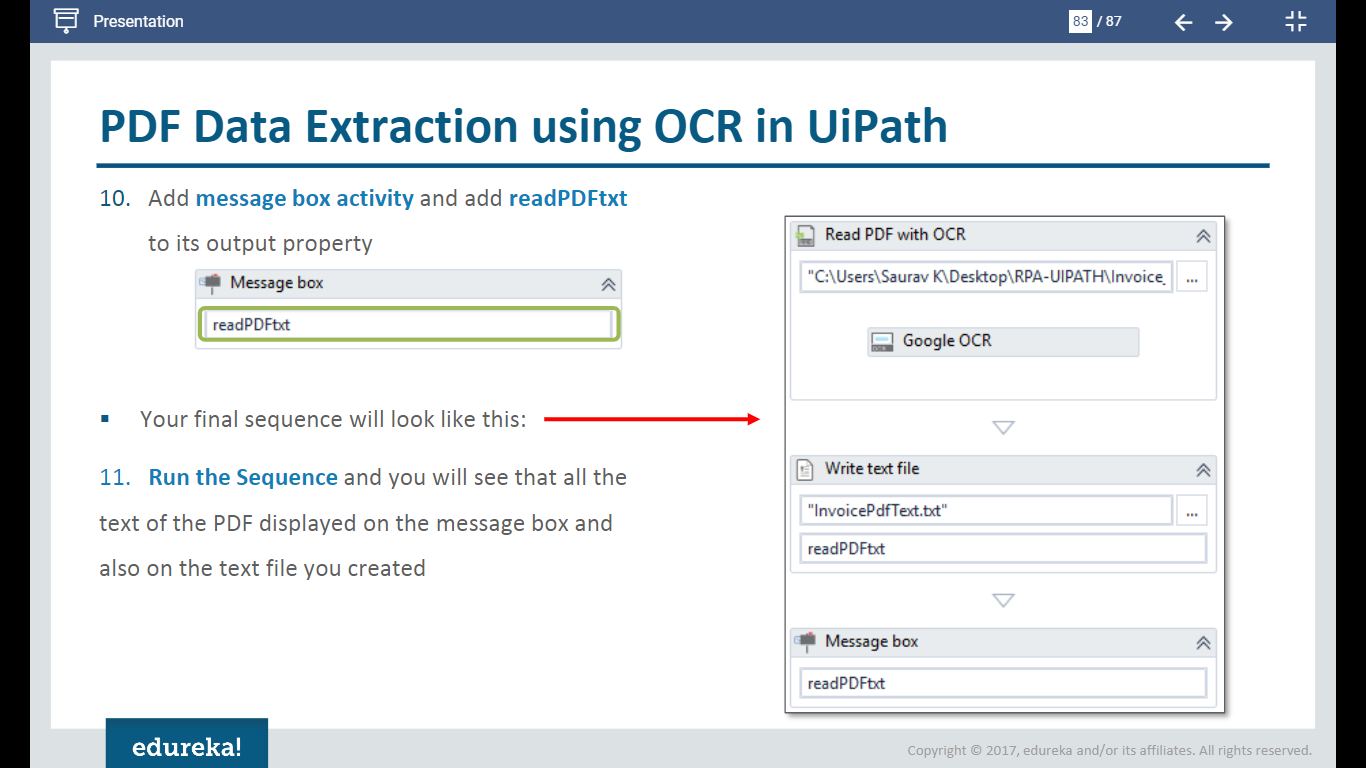 Presentation
83 / 87
PDF Data Extraction using OCR in UiPath
10. Add message box activity and add readPDFtxt
to its output property
Message box
readPDFtxt
▪ Your final sequence will look like this:
11. Run the Sequence and you will see that all the
text of the PDF displayed on the message box and
also on the text file you created
Read PDF with OCR
"C:\Users\Saurav K\Desktop\RPA-UIPATH\Invoice_ ...
Google OCR
Write text file
"InvoicePdfText.txt" ...
readPDFtxt
Message box
readPDFtxt
edureka!
Copyright © 2017, edureka and/or its affiliates. All rights reserved.